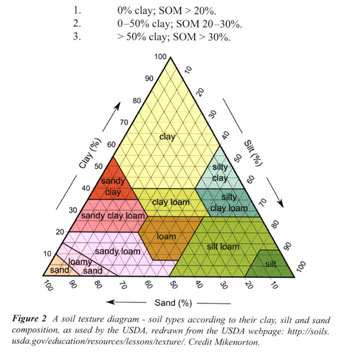 1. 0% clay; SOM > 20%.
2. 0–50% clay; SOM 20–30%.
3. > 50% clay; SOM > 30%.
100
90 10
80 20
70 30
clay
60 40
Clay (%) Silt (%)
50 50
silty
clay
sandy
clay
40 60
clay loam
silty
clay loam
30 70
sandy clay loam
20 80
loam
silt loam
sandy loam
10 90
loamy
sand
sand
silt
100
100 90 80 70 60 50 40 30 20 10
Sand (%)
Figure 2 A soil texture diagram - soil types according to their clay, silt and sand
composition, as used by the USDA, redrawn from the USDA webpage: http://soils.
usda.gov/education/resources/lessons/texture/. Credit Mikenorton.